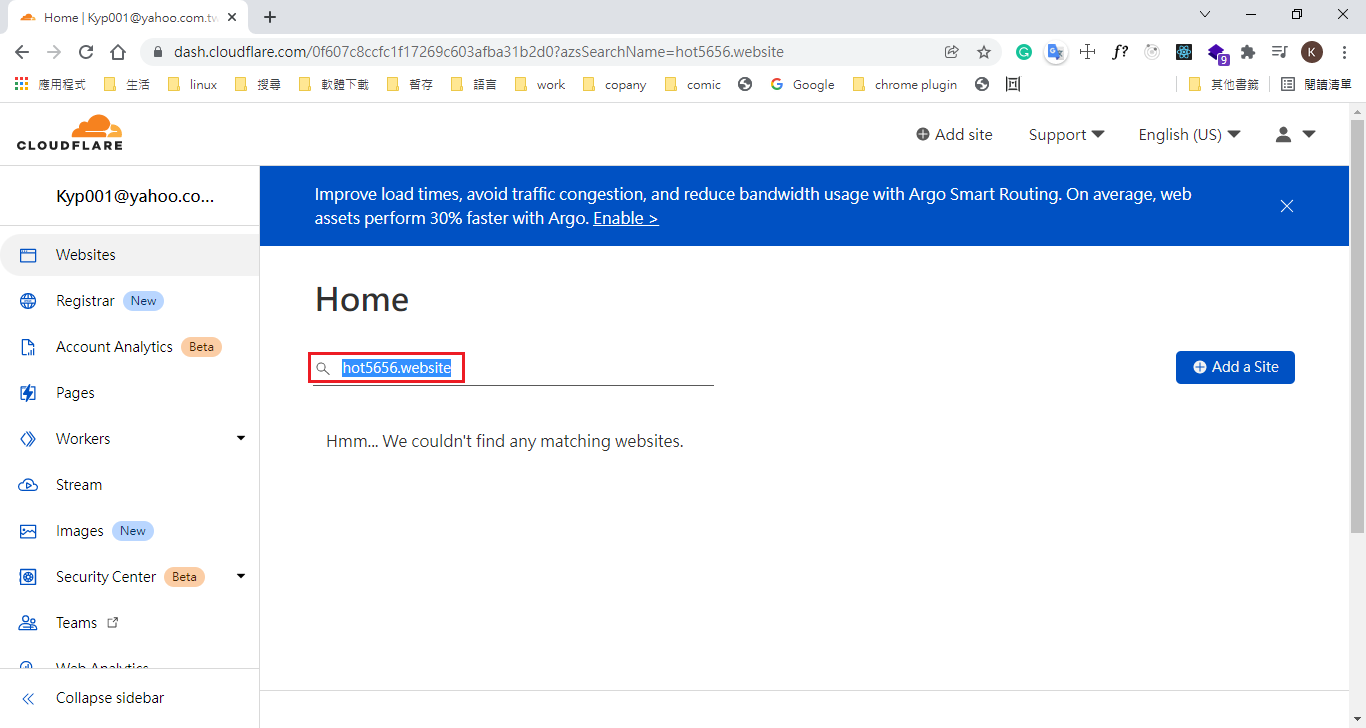 Home | Kyp001@yahoo.com.tw
dash.cloudflare.com/0f607c8ccfc1f17269c603afba31b2d0?azsSearchName=hot5656.website
f?
9
K
應用程式 生活 linux 搜尋 軟體下載 暫存 語言 work copany comic Google chrome plugin 其他書籤 閱讀清單
CLOUDFLARE
Add site Support English (US)
Kyp001@yahoo.co...
Improve load times, avoid traffic congestion, and reduce bandwidth usage with Argo Smart Routing. On average, web
assets perform 30% faster with Argo. Enable >
Websites
Registrar New
Account Analytics Beta
Pages
Workers
Stream
Images New
Security Center Beta
Teams
Web Analytics
Collapse sidebar
Home
hot5656.website
Add a Site
Hmm... We couldn't find any matching websites.